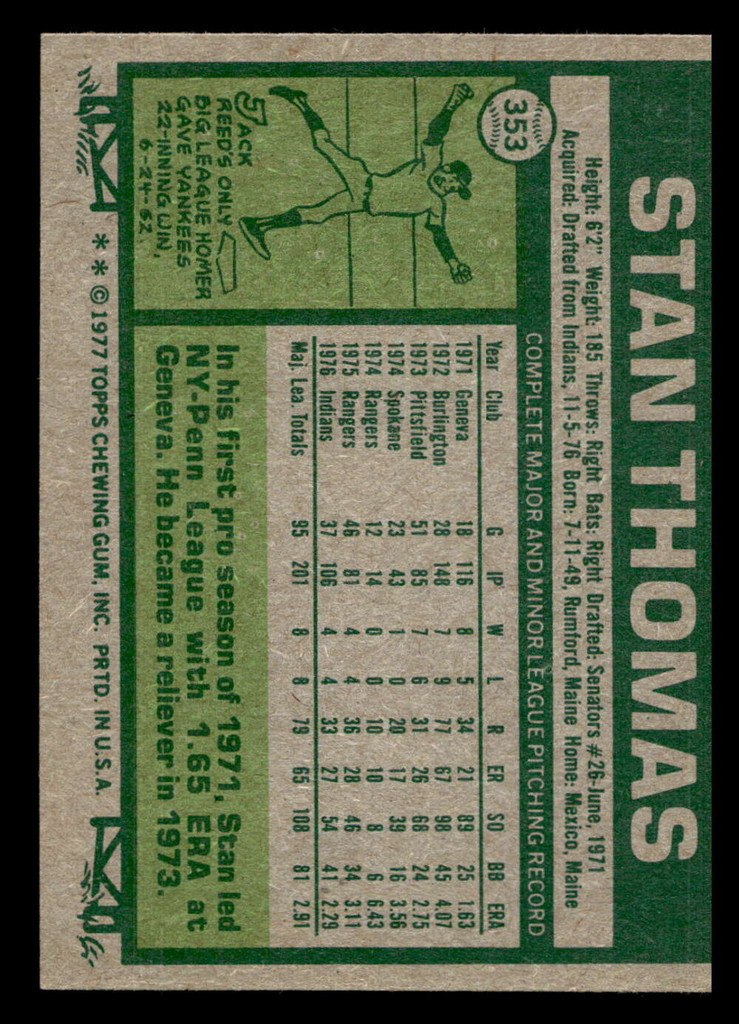 353
STAN THOMAS
Height: 6'2" Weight: 185 Throws: Right Bats: Right Drafted: Senators #26-June, 1971
Acquired: Drafted from Indians, 11-5-76 Born: 7-11-49, Rumford, Maine Home: Mexico, Maine
COMPLETE MAJOR AND MINOR LEAGUE PITCHING RECORD
Year Club G IP W L R ER SO BB ERA
1971 Geneva 18 116 8 5 34 21 89 25 1.63
1972 Burlington 28 148 7 9 77 67 98 45 4.07
1973 Pittsfield 51 85 7 6 31 26 68 24 2.75
1974 Spokane 23 43 1 0 20 17 39 16 3.56
1974 Rangers 12 14 0 0 10 10 8 6 6.43
1975 Rangers 46 81 4 4 36 28 46 34 3.11
1976 Indians 37 106 4 4 33 27 54 41 2.29
Maj. Lea. Totals 95 201 8 8 79 65 108 81 2.91
JACK
REED'S ONLY
BIG LEAGUE HOMER
GAVE YANKEES
22-INNING WIN,
6-24-62.
In his first pro season of 1971, Stan led
NY-Penn League with 1.65 ERA at
Geneva. He became a reliever in 1973.
* * © 1977 TOPPS CHEWING GUM, INC. PRTD. IN U.S.A.